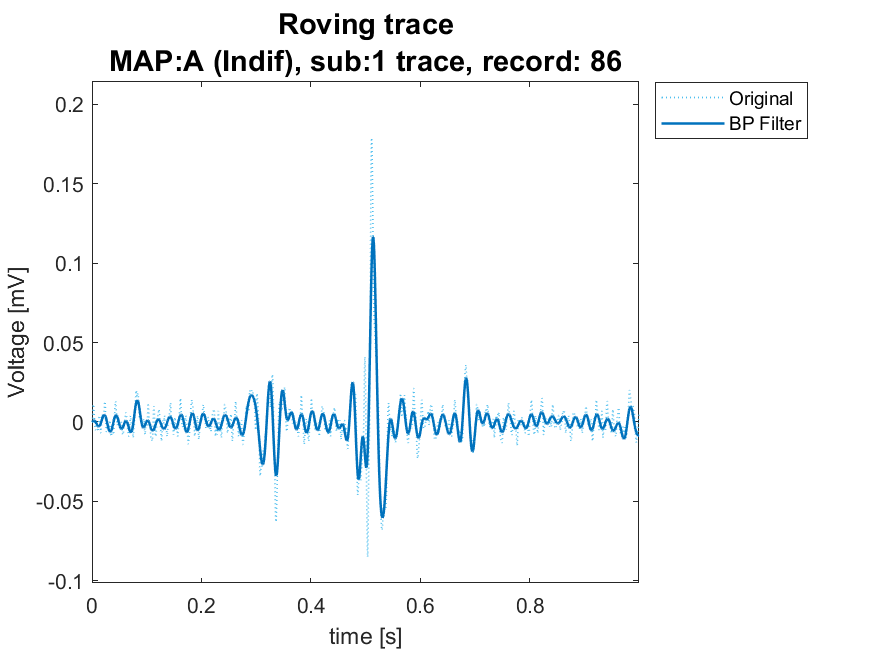 Roving trace
MAP:A (Indif), sub:1 trace, record: 86
Original
BP Filter
0.2
0.15
0.1
0.05
0
-0.05
-0.1
Voltage [mV]
0 0.2 0.4 0.6 0.8
time [s]